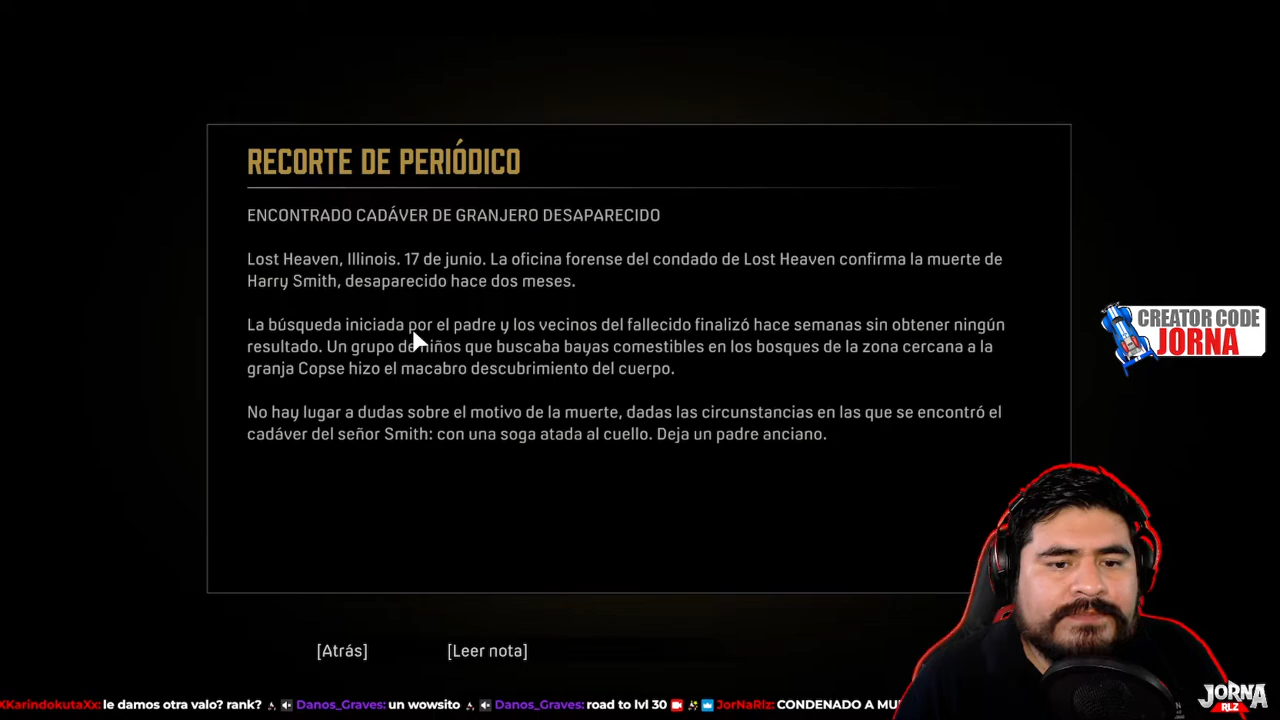 RECORTE DE PERIÓDICO
ENCONTRADO CADÁVER DE GRANJERO DESAPARECIDO
Lost Heaven, Illinois. 17 de junio. La oficina forense del condado de Lost Heaven confirma la muerte de
Harry Smith, desaparecido hace dos meses.
La búsqueda iniciada por el padre y los vecinos del fallecido finalizó hace semanas sin obtener ningún
resultado. Un grupo de niños que buscaba bayas comestibles en los bosques de la zona cercana a la
granja Copse hizo el macabro descubrimiento del cuerpo.
No hay lugar a dudas sobre el motivo de la muerte, dadas las circunstancias en las que se encontró el
cadáver del señor Smith: con una soga atada al cuello. Deja un padre anciano.
CREATOR CODE
JORNA
[Atrás] [Leer nota]
XKarindokutaXx: le damos otra valo? rank? Danos_Graves: un wowsito Danos_Graves: road to lvl 30 JorNaRlz: CONDENADO A
JORNA
RLZ